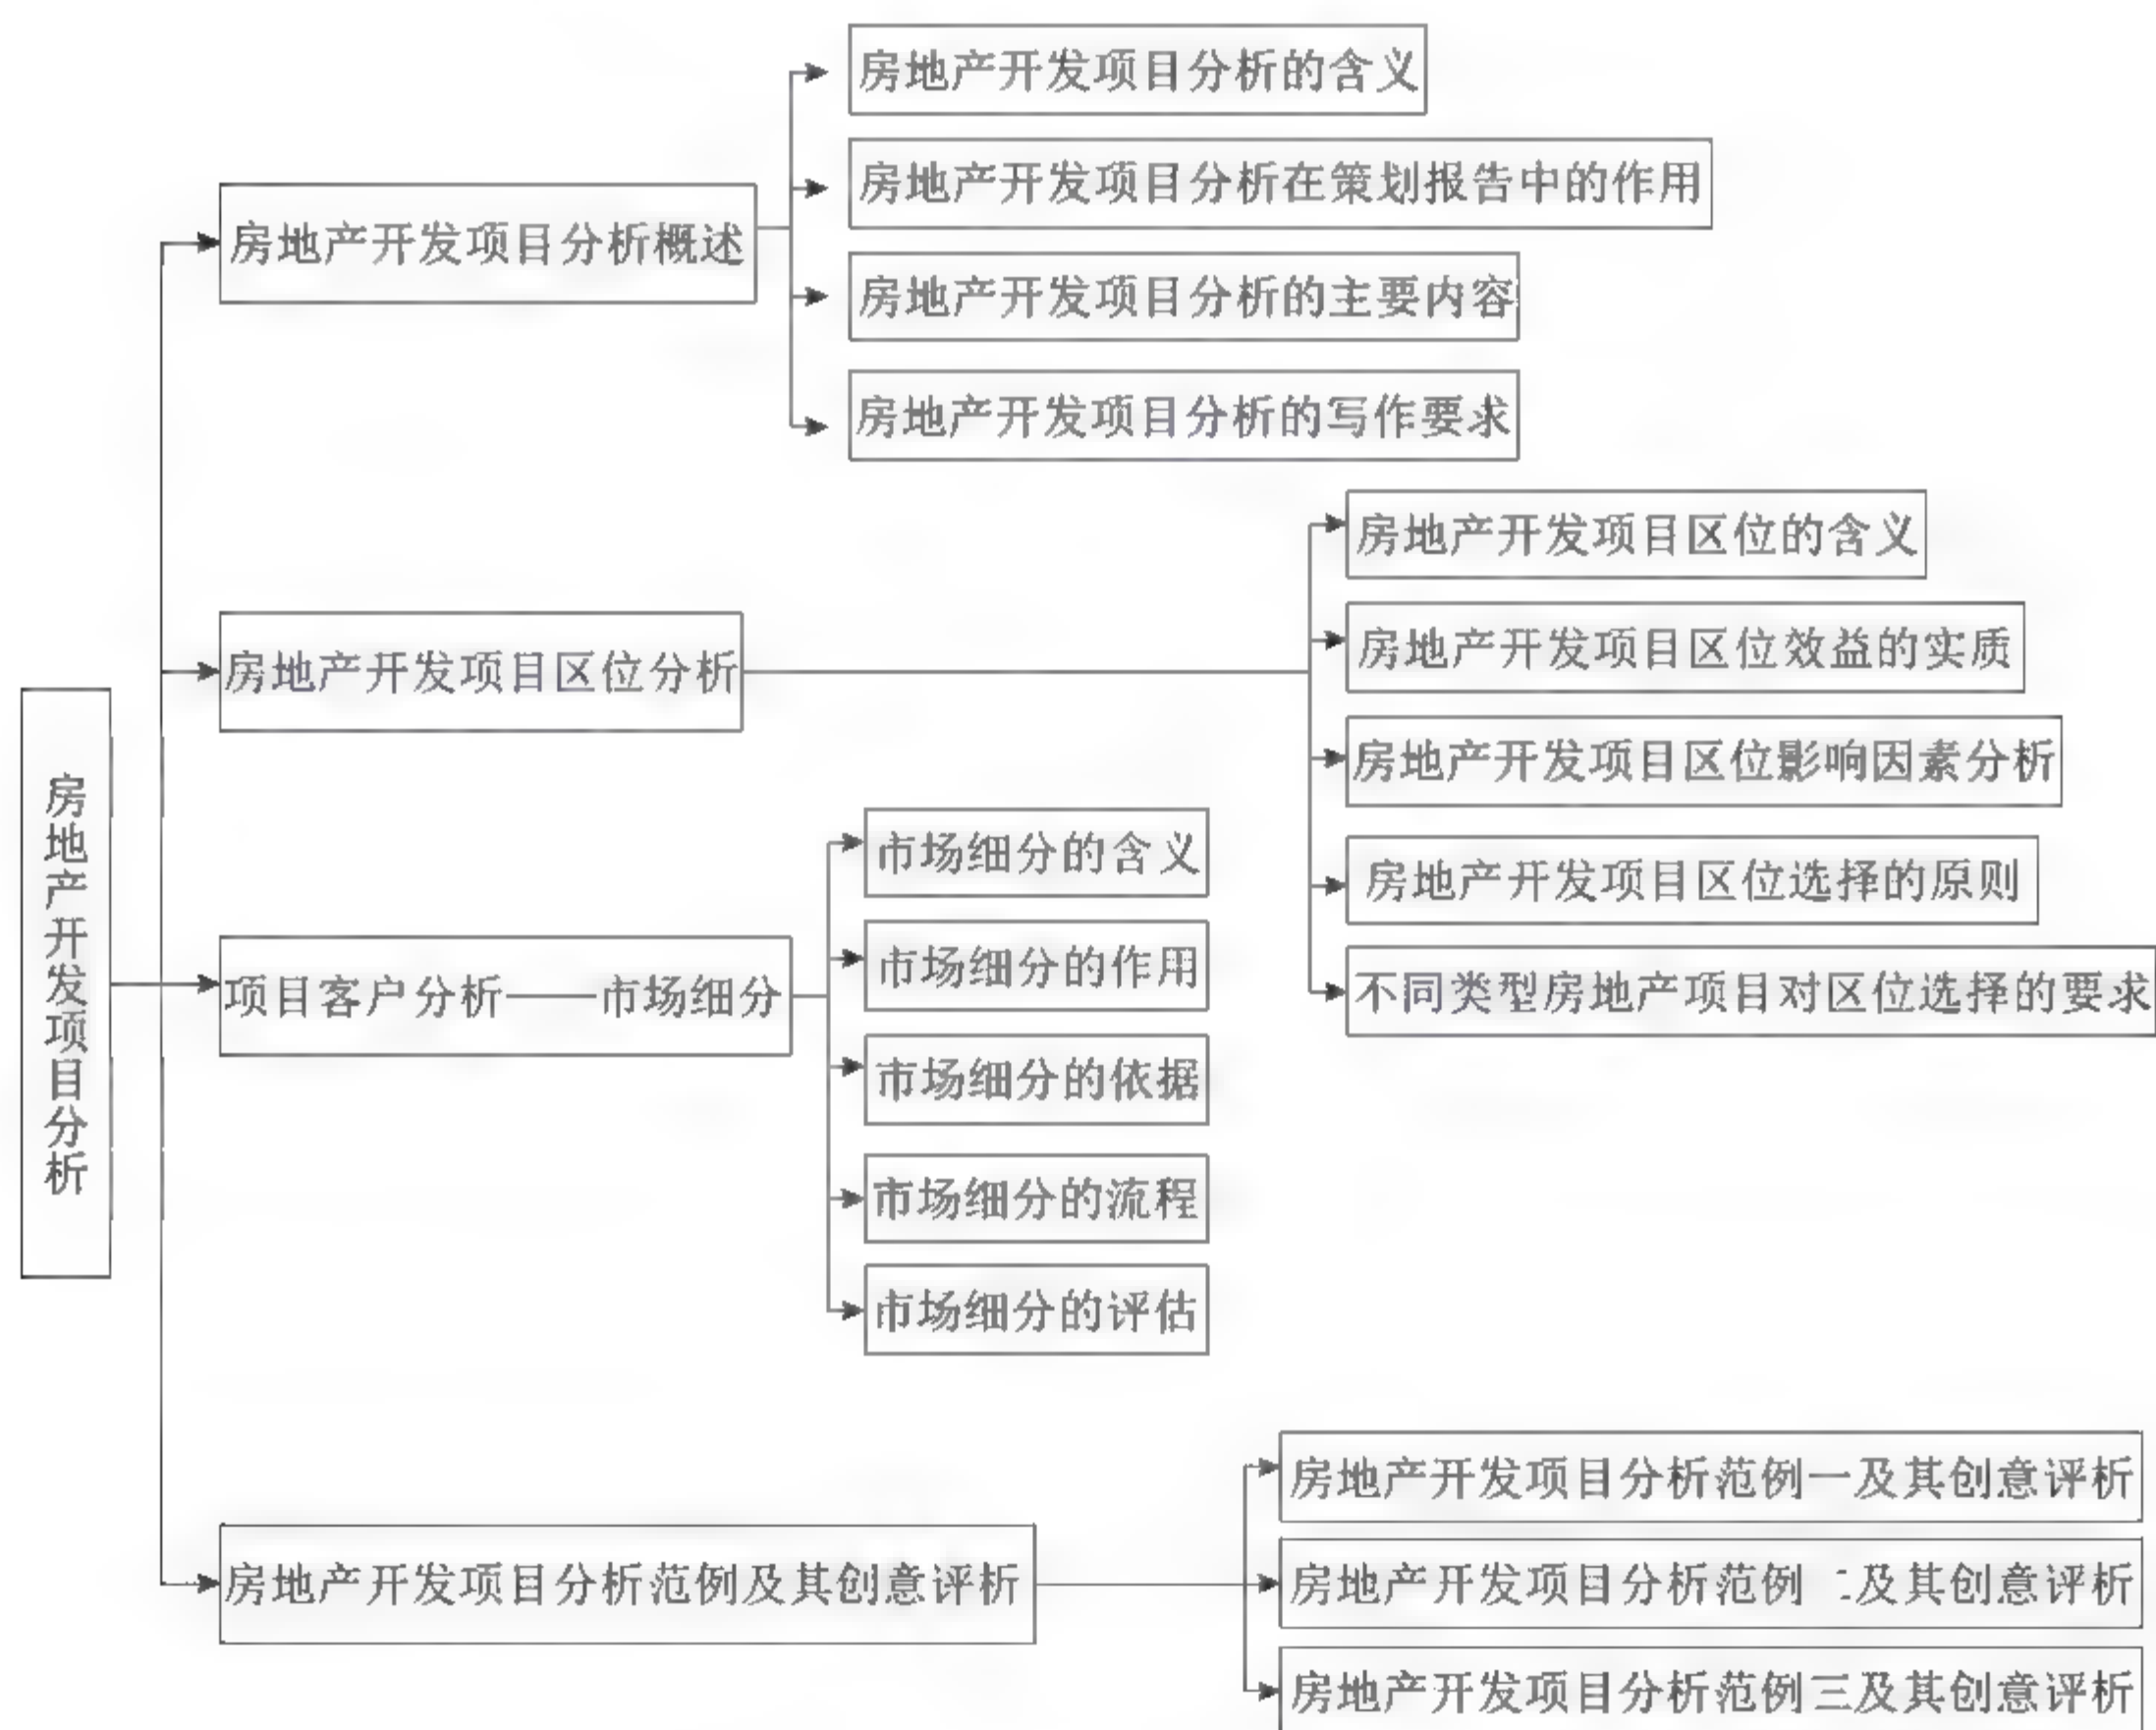 房地产开发项目分析
房地产开发项目分析概述
房地产开发项目分析的含义
房地产开发项目分析在策划报告中的作用
房地产开发项目分析的主要内容
房地产开发项目分析的写作要求
房地产开发项目区位分析
房地产开发项目区位的含义
房地产开发项目区位效益的实质
房地产开发项目区位影响因素分析
房地产开发项目区位选择的原则
不同类型房地产项目对区位选择的要求
项目客户分析——市场细分
市场细分的含义
市场细分的作用
市场细分的依据
市场细分的流程
市场细分的评估
房地产开发项目分析范例及其创意评析
房地产开发项目分析范例一及其创意评析
房地产开发项目分析范例二及其创意评析
房地产开发项目分析范例三及其创意评析